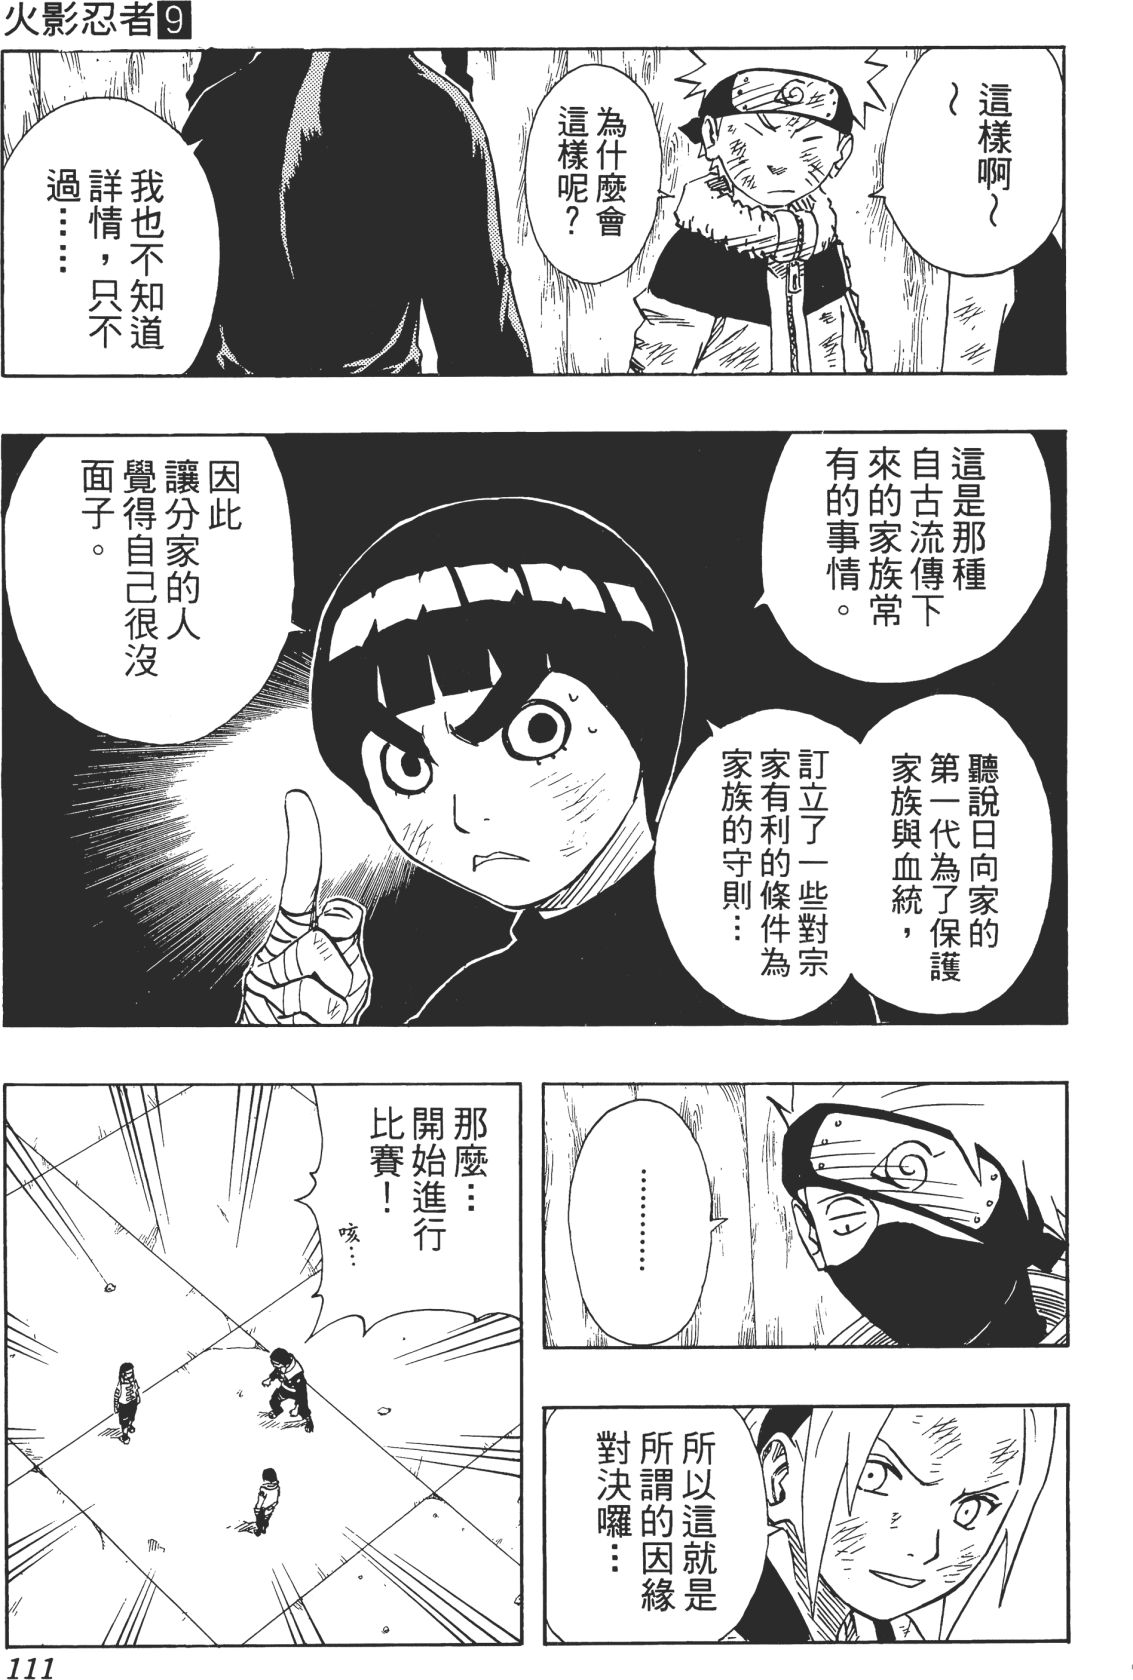 火影忍者9
這樣啊～
～
為什麼會
這樣呢？
我也不知道
詳情，只不
過……
這是那種
自古流傳下
來的家族常
有的事情。
聽說日向家的
第一代為了保護
家族與血統，
訂立了一些對宗
家有利的條件為
家族的守則…
因此
讓分家的人
覺得自己很沒
面子。
………
所以這就是
所謂的因緣
對決囉…
那麼…
開始進行
比賽！
咳…
111